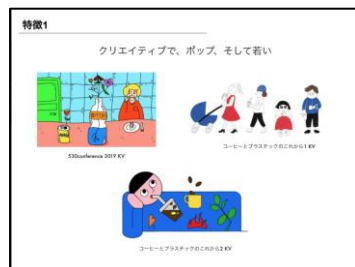 特徴1
クリエイティブで、ポップ、そして若い
530conference 2019 KV
コーヒーとプラスチックのこれから1 KV
コーヒーとプラスチックのこれから2 KV